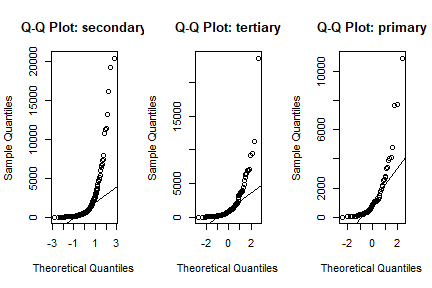 Q-Q Plot: secondary
Q-Q Plot: tertiary
Q-Q Plot: primary
Sample Quantiles
0 5000 10000 15000 20000
-3 -1 1 3
Theoretical Quantiles
Sample Quantiles
0 5000 10000 15000 20000
-2 0 2
Theoretical Quantiles
Sample Quantiles
0 2000 6000 10000
-2 0 2
Theoretical Quantiles